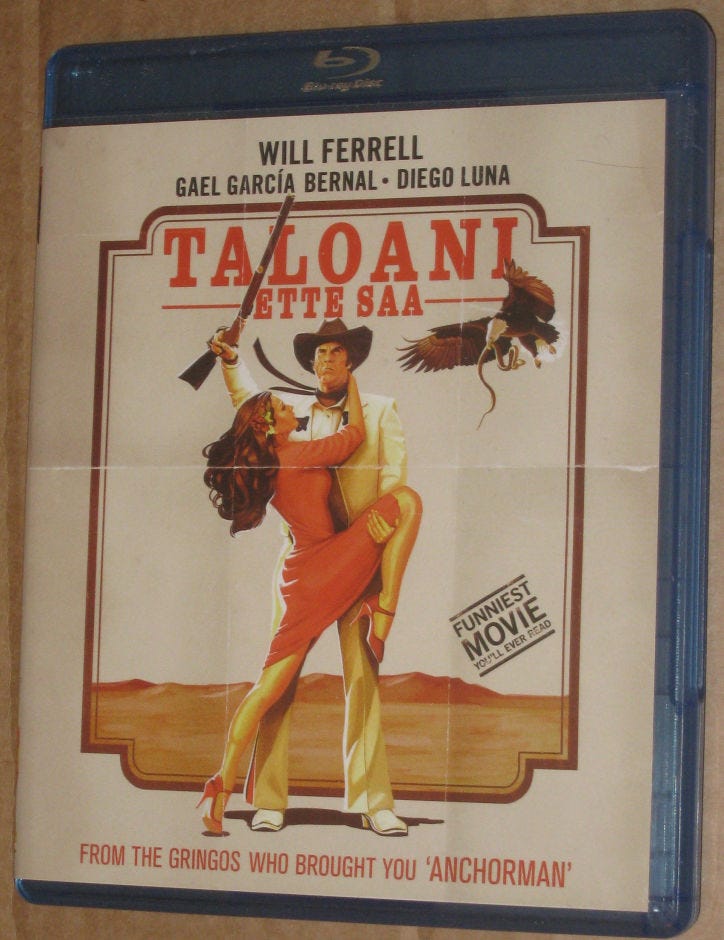 Blu-ray Disc
WILL FERRELL
GAEL GARCÍA BERNAL • DIEGO LUNA
TALOANI
ETTE SAA
FUNNIEST
MOVIE
YOU'LL EVER READ
FROM THE GRINGOS WHO BROUGHT YOU 'ANCHORMAN'